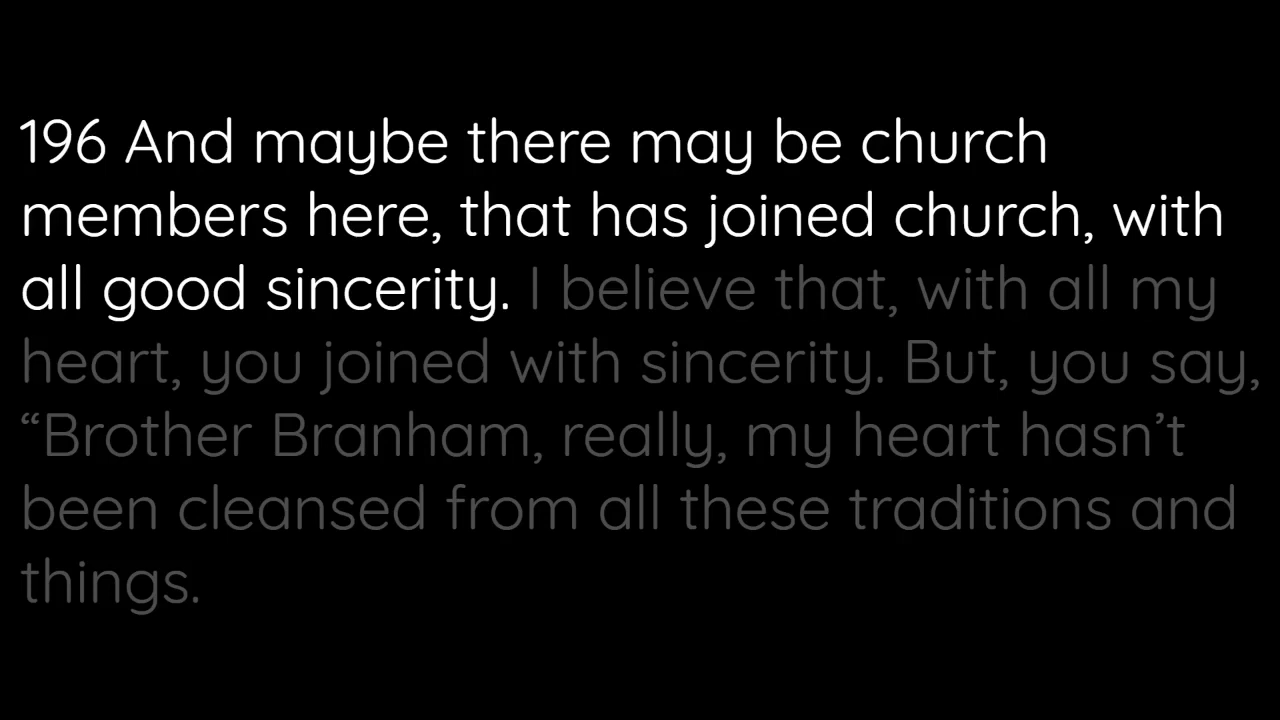 196 And maybe there may be church
members here, that has joined church, with
all good sincerity. I believe that, with all my
heart, you joined with sincerity. But, you say,
“Brother Branham, really, my heart hasn’t
been cleansed from all these traditions and
things.